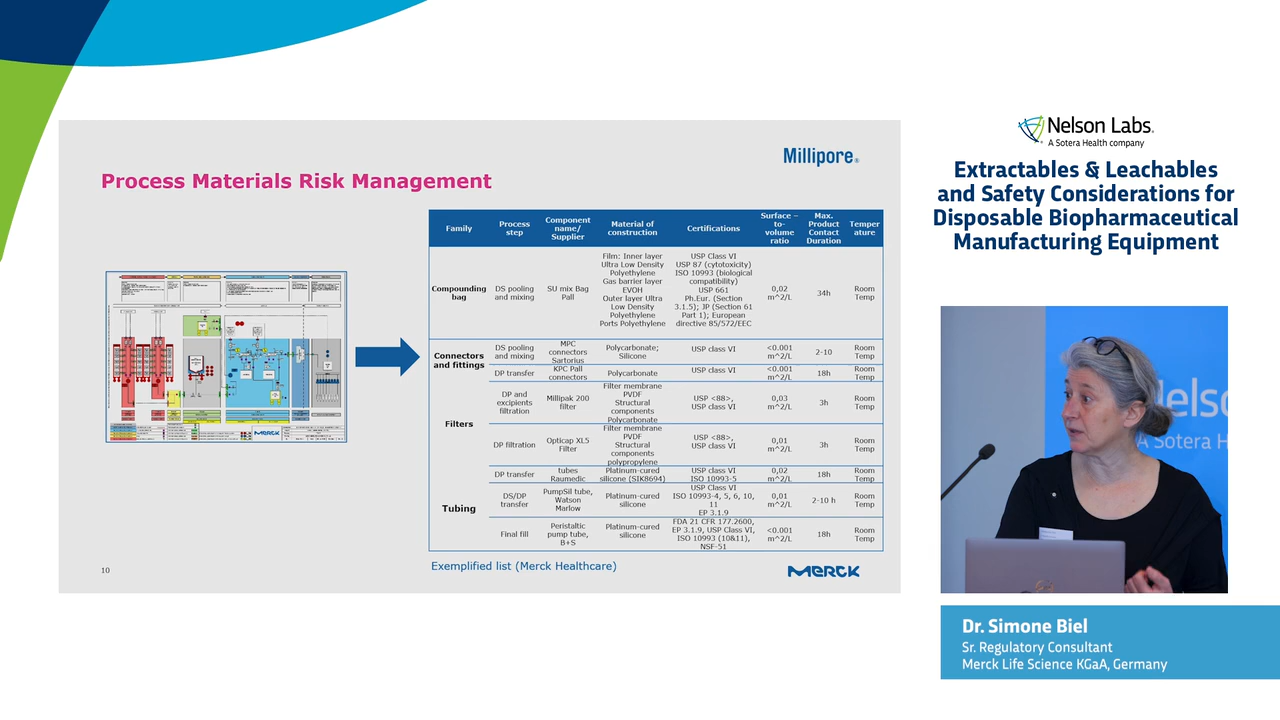 Millipore®
Process Materials Risk Management
Family
Process
step
Component
name/
Supplier
Material of
construction
Certifications
Surface –
to-
volume
ratio
Max.
Product
Contact
Duration
Temper
ature
Compounding
bag
DS pooling
and mixing
SU mix Bag
Pall
Film: Inner layer
Ultra Low Density
Polyethylene
Gas barrier layer
EVOH
Outer layer Ultra
Low Density
Polyethylene
Ports Polyethylene
USP Class VI
USP 87 (cytotoxicity)
ISO 10993 (biological
compatibility)
USP 661
Ph.Eur. (Section
3.1.5); JP (Section 61
Part 1); European
directive 85/572/EEC
0,02
m^2/L
34h
Room
Temp
Connectors
and fittings
DS pooling
and mixing
MPC
connectors
Sartorius
Polycarbonate;
Silicone
USP class VI
<0.001
m^2/L
2-10
Room
Temp
DP transfer
KPC Pall
connectors
Polycarbonate
USP class VI
<0.001
m^2/L
18h
Room
Temp
Filters
DP and
excipients
filtration
Millipak 200
filter
Filter membrane
PVDF
Structural
components
Polycarbonate
USP <88>,
USP class VI
0,03
m^2/L
3h
Room
Temp
DP filtration
Opticap XL5
Filter
Filter membrane
PVDF
Structural
components
polypropylene
USP <88>,
USP class VI
0,01
m^2/L
3h
Room
Temp
DP transfer
tubes
Raumedic
Platinum-cured
silicone (SIK8694)
USP class VI
ISO 10993-5
0,02
m^2/L
18h
Room
Temp
Tubing
DS/DP
transfer
PumpSil tube,
Watson
Marlow
Platinum-cured
silicone
USP Class VI
ISO 10993-4, 5, 6, 10,
11
EP 3.1.9
0,01
m^2/L
2-10 h
Room
Temp
Final fill
Peristaltic
pump tube,
B+S
Platinum-cured
silicone
FDA 21 CFR 177.2600,
EP 3.1.9, USP Class VI,
ISO 10993 (10&11),
NSF-51
<0.001
m^2/L
18h
Room
Temp
MERCK
10
Exemplified list (Merck Healthcare)
MERCK
Nelson Labs.
A Sotera Health company
Extractables & Leachables
and Safety Considerations for
Disposable Biopharmaceutical
Manufacturing Equipment
Nelso
A Sotera H
Dr. Simone Biel
Sr. Regulatory Consultant
Merck Life Science KGaA, Germany